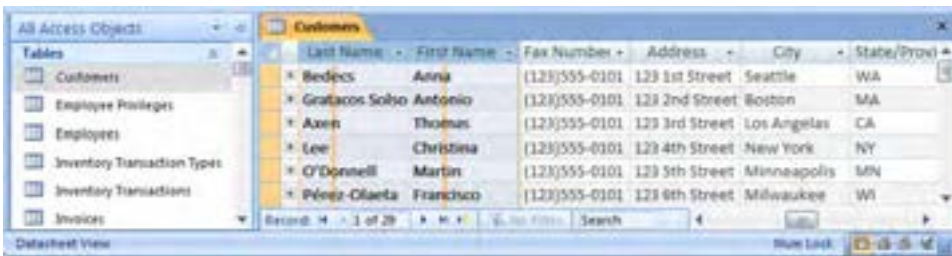 All Access Objects
Tables
Customers
Employee Privileges
Employees
Inventory Transaction Types
Inventory Transactions
Invoices
Customers
Last Name First Name Fax Number Address City State/Provi
Bedecs Anna (123)555-0101 123 1st Street Seattle WA
Gratacos Solso Antonio (123)555-0101 123 2nd Street Boston MA
Axen Thomas (123)555-0101 123 3rd Street Los Angelas CA
Lee Christina (123)555-0101 123 4th Street New York NY
O'Donnell Martin (123)555-0101 123 5th Street Minneapolis MN
Pérez-Olaeta Francisco (123)555-0101 123 6th Street Milwaukee WI
Record: 1 of 29 No Filter Search
Datasheet View Num Lock